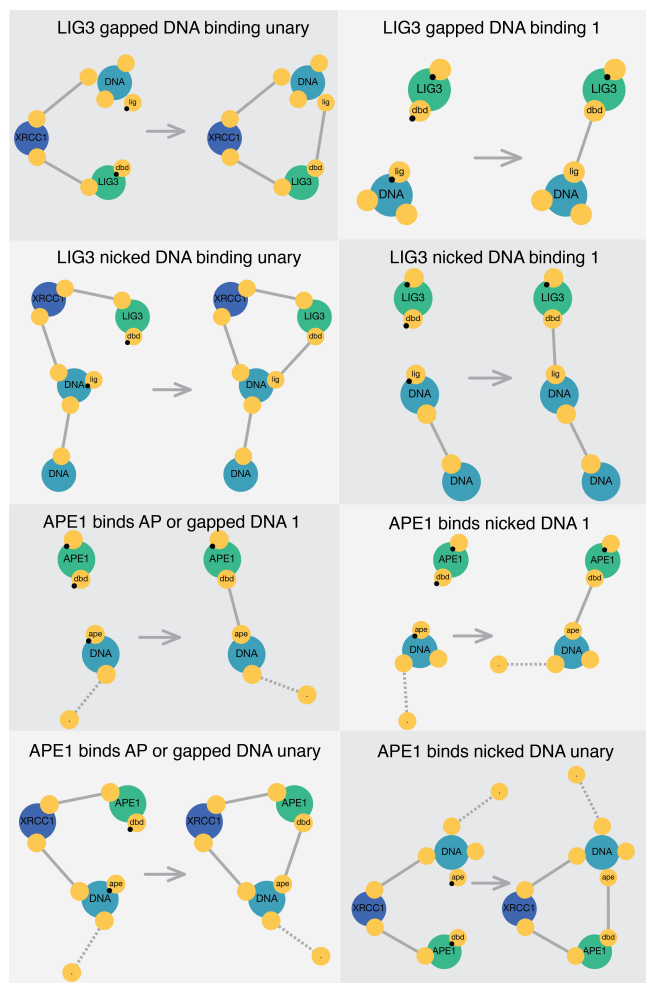 LIG3 gapped DNA binding unary
DNA
lig
XRCC1
dbd
LIG3
DNA
lig
XRCC1
dbd
LIG3
LIG3 gapped DNA binding 1
LIG3
dbd
lig
DNA
LIG3
dbd
lig
DNA
LIG3 nicked DNA binding unary
XRCC1
LIG3
dbd
DNA
lig
DNA
XRCC1
LIG3
dbd
DNA
lig
DNA
LIG3 nicked DNA binding 1
LIG3
dbd
lig
DNA
DNA
LIG3
dbd
lig
DNA
DNA
APE1 binds AP or gapped DNA 1
APE1
dbd
ape
DNA
.
APE1
dbd
ape
DNA
.
APE1 binds nicked DNA 1
APE1
dbd
ape
DNA
.
APE1
dbd
ape
DNA
.
APE1 binds AP or gapped DNA unary
APE1
XRCC1
dbd
ape
DNA
.
APE1
XRCC1
dbd
ape
DNA
.
APE1 binds nicked DNA unary
.
DNA
ape
XRCC1
dbd
APE1
.
DNA
ape
XRCC1
dbd
APE1